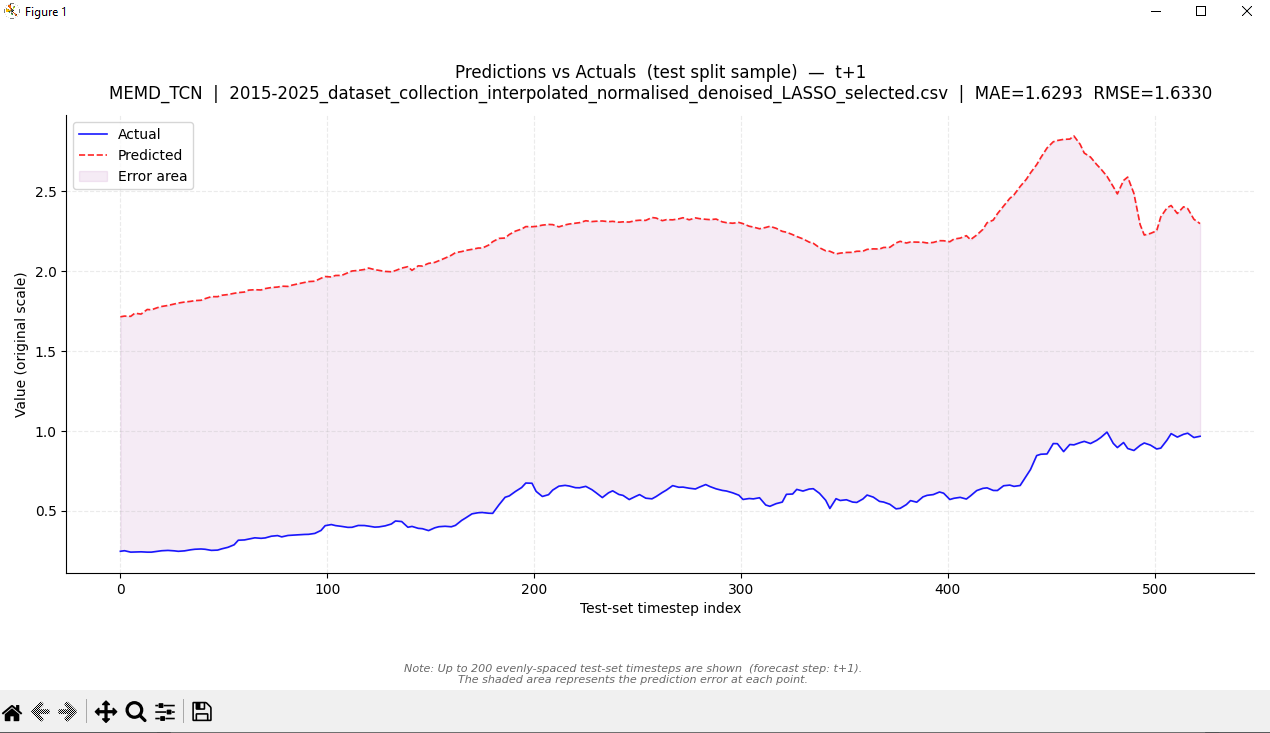 Figure 1
Predictions vs Actuals (test split sample) — t+1
MEMD_TCN | 2015-2025_dataset_collection_interpolated_normalised_denoised_LASSO_selected.csv | MAE=1.6293 RMSE=1.6330
Actual
Predicted
Error area
Value (original scale)
2.5
2.0
1.5
1.0
0.5
0 100 200 300 400 500
Test-set timestep index
Note: Up to 200 evenly-spaced test-set timesteps are shown (forecast step: t+1).
The shaded area represents the prediction error at each point.